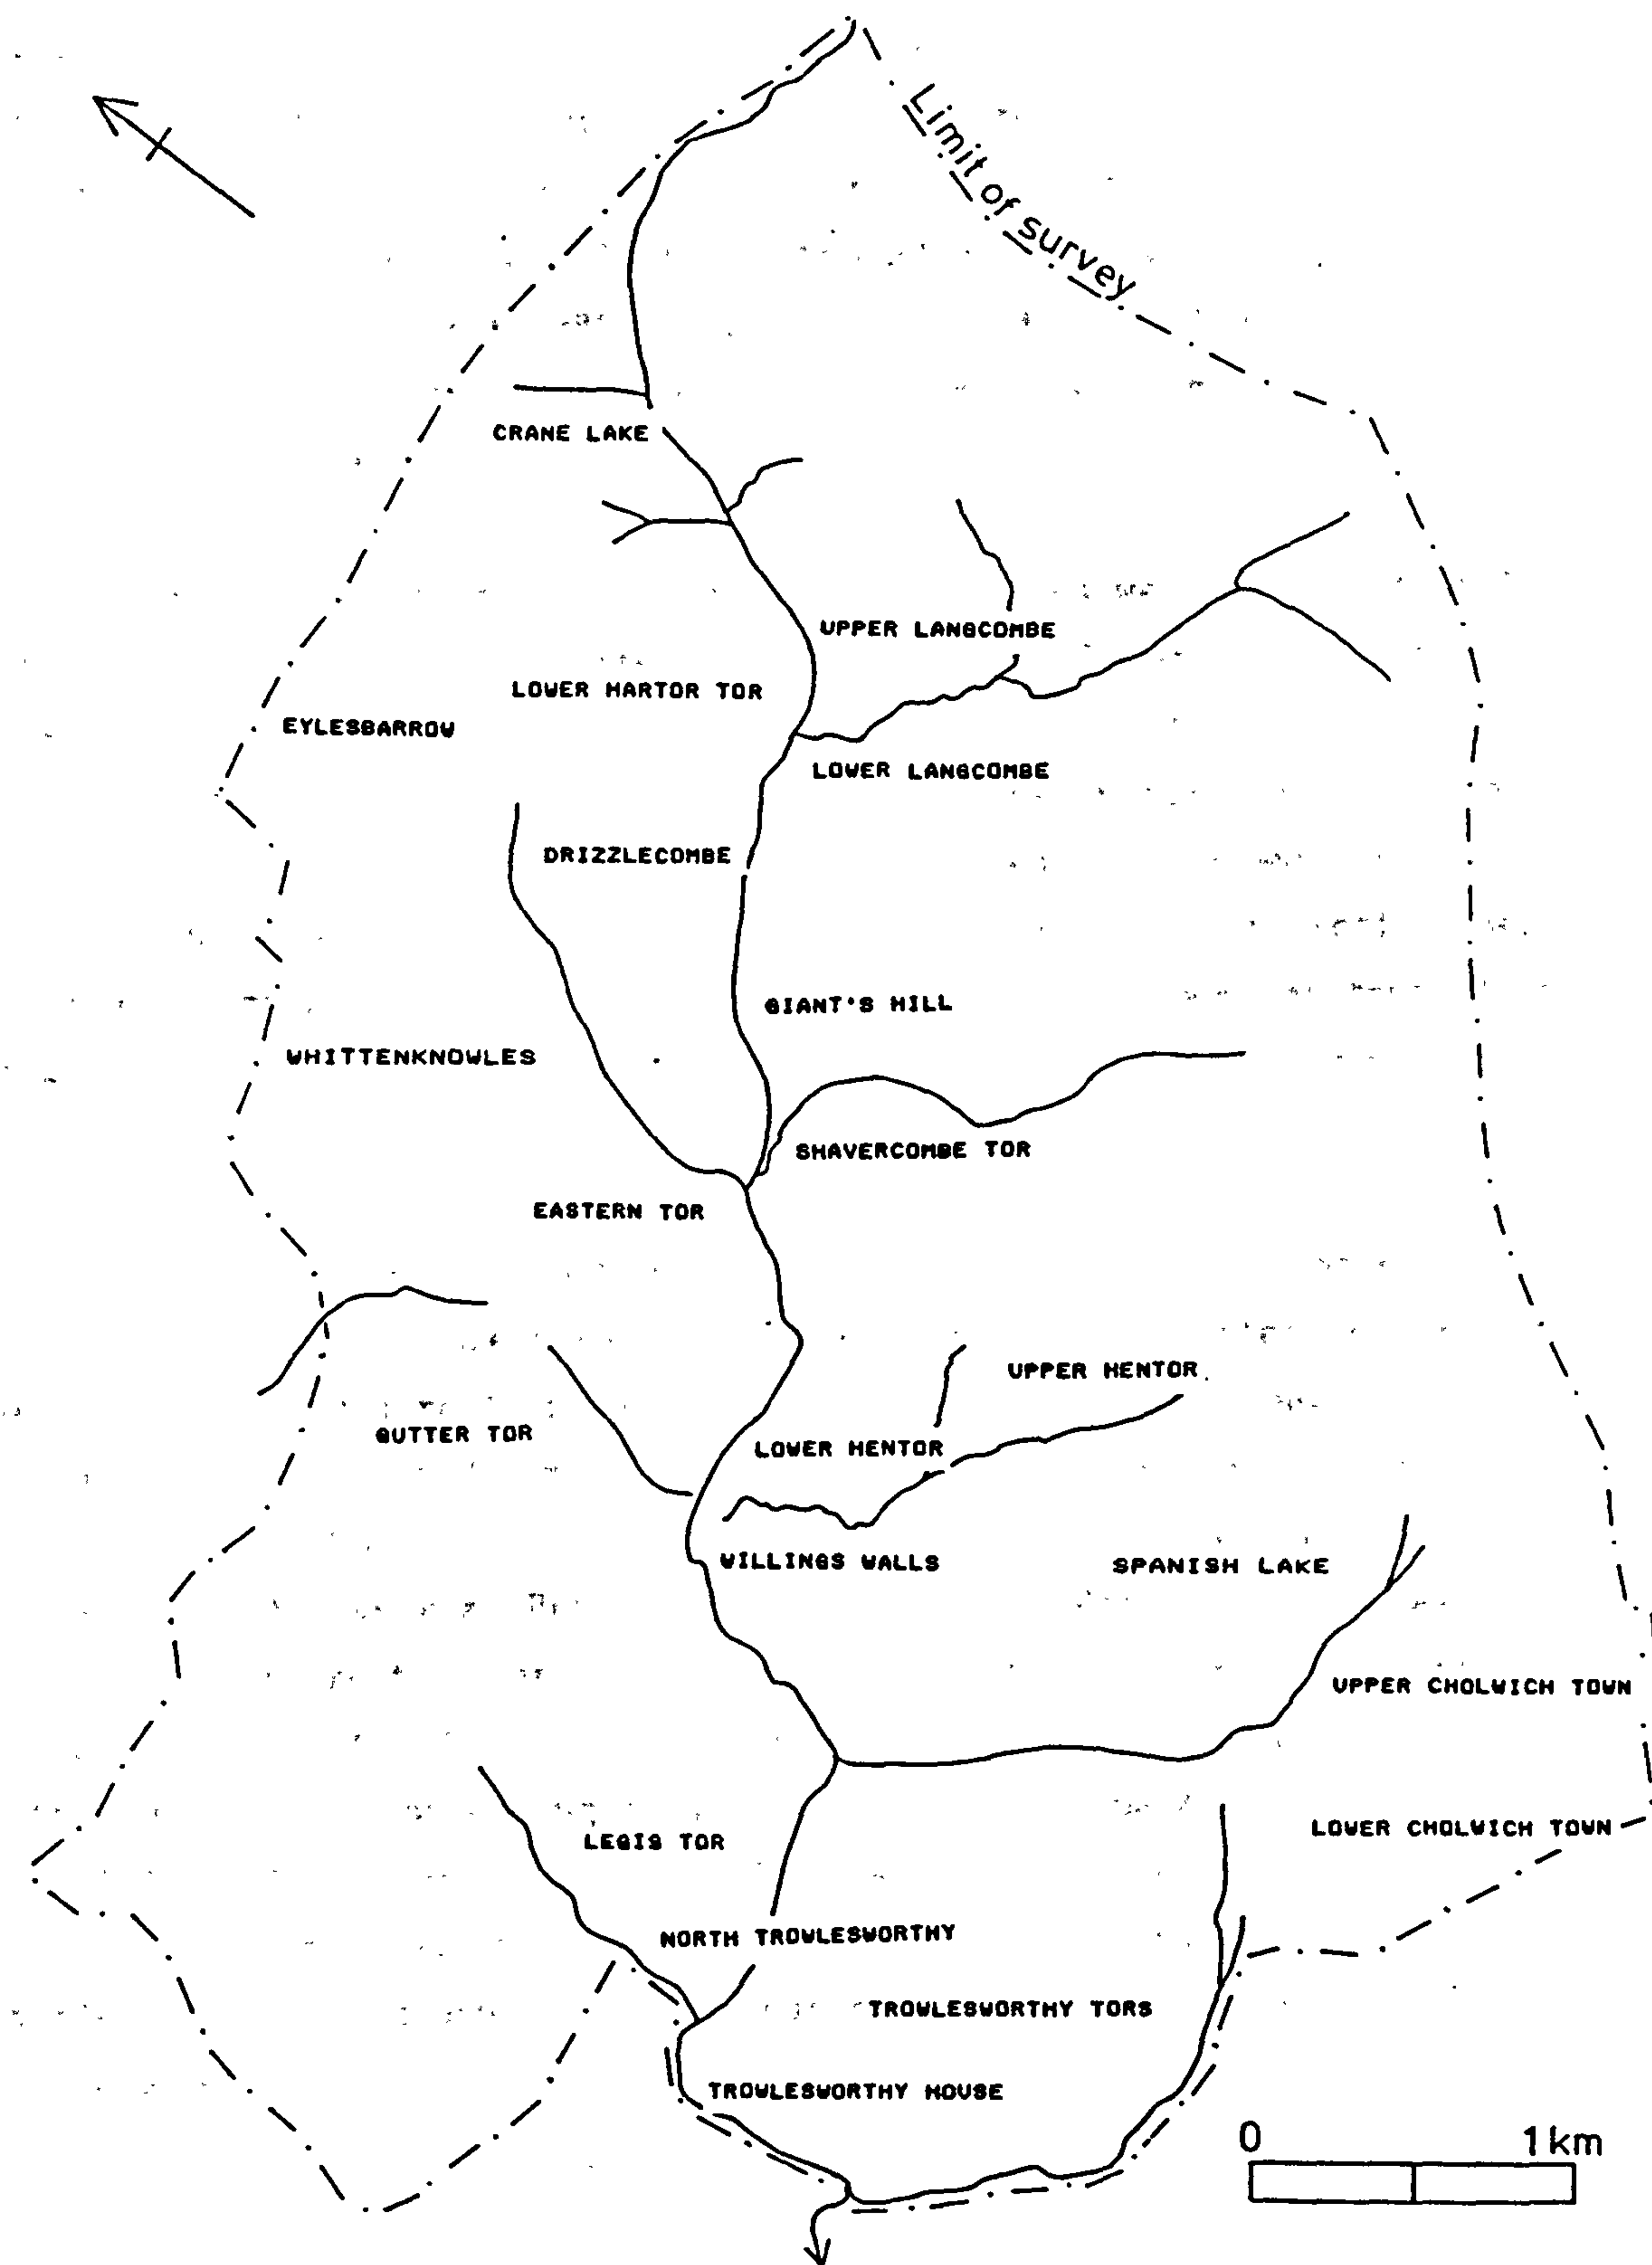 Limit of survey
CRANE LAKE
UPPER LANGCOMBE
LOWER HARTOR TOR
EYLESBARROW
LOWER LANGCOMBE
DRIZZLECOMBE
GIANT'S HILL
WHITTENKNOWLES
SHAVERCOMBE TOR
EASTERN TOR
UPPER HENTOR
GUTTER TOR
LOWER HENTOR
WILLINGS WALLS
SPANISH LAKE
UPPER CHOLWICH TOWN
LOWER CHOLWICH TOWN
LEGIS TOR
NORTH TROWLESWORTHY
TROWLESWORTHY TORS
TROWLESWORTHY HOUSE
0 1km